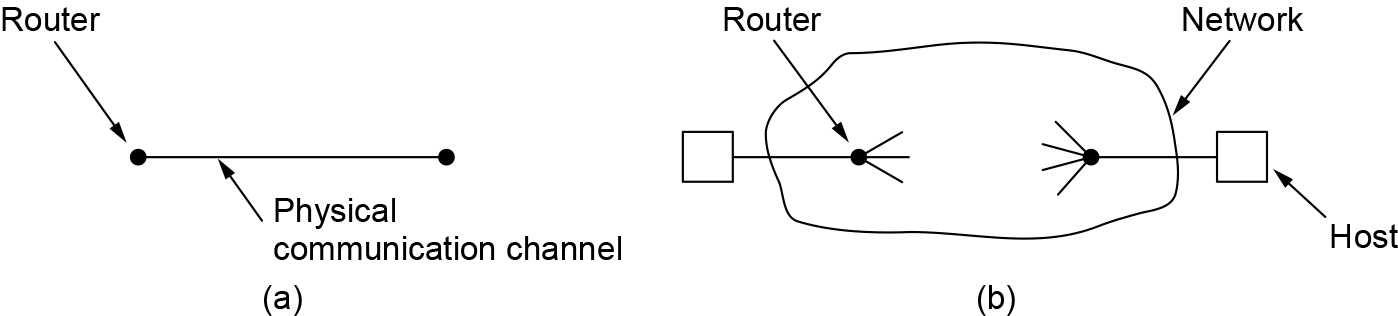 Router
Physical
communication channel
(a)
Router
Network
Host
(b)